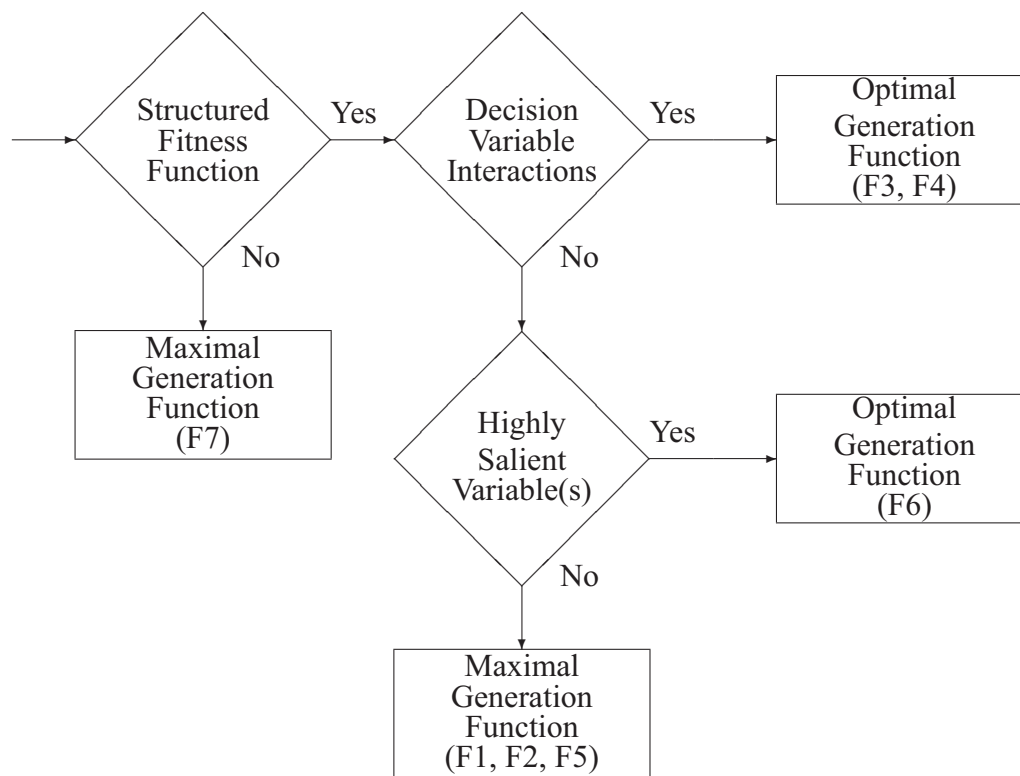 Structured
Fitness
Function
Yes
No
Maximal
Generation
Function
(F7)
Decision
Variable
Interactions
Yes
No
Optimal
Generation
Function
(F3, F4)
Highly
Salient
Variable(s)
Yes
No
Optimal
Generation
Function
(F6)
Maximal
Generation
Function
(F1, F2, F5)